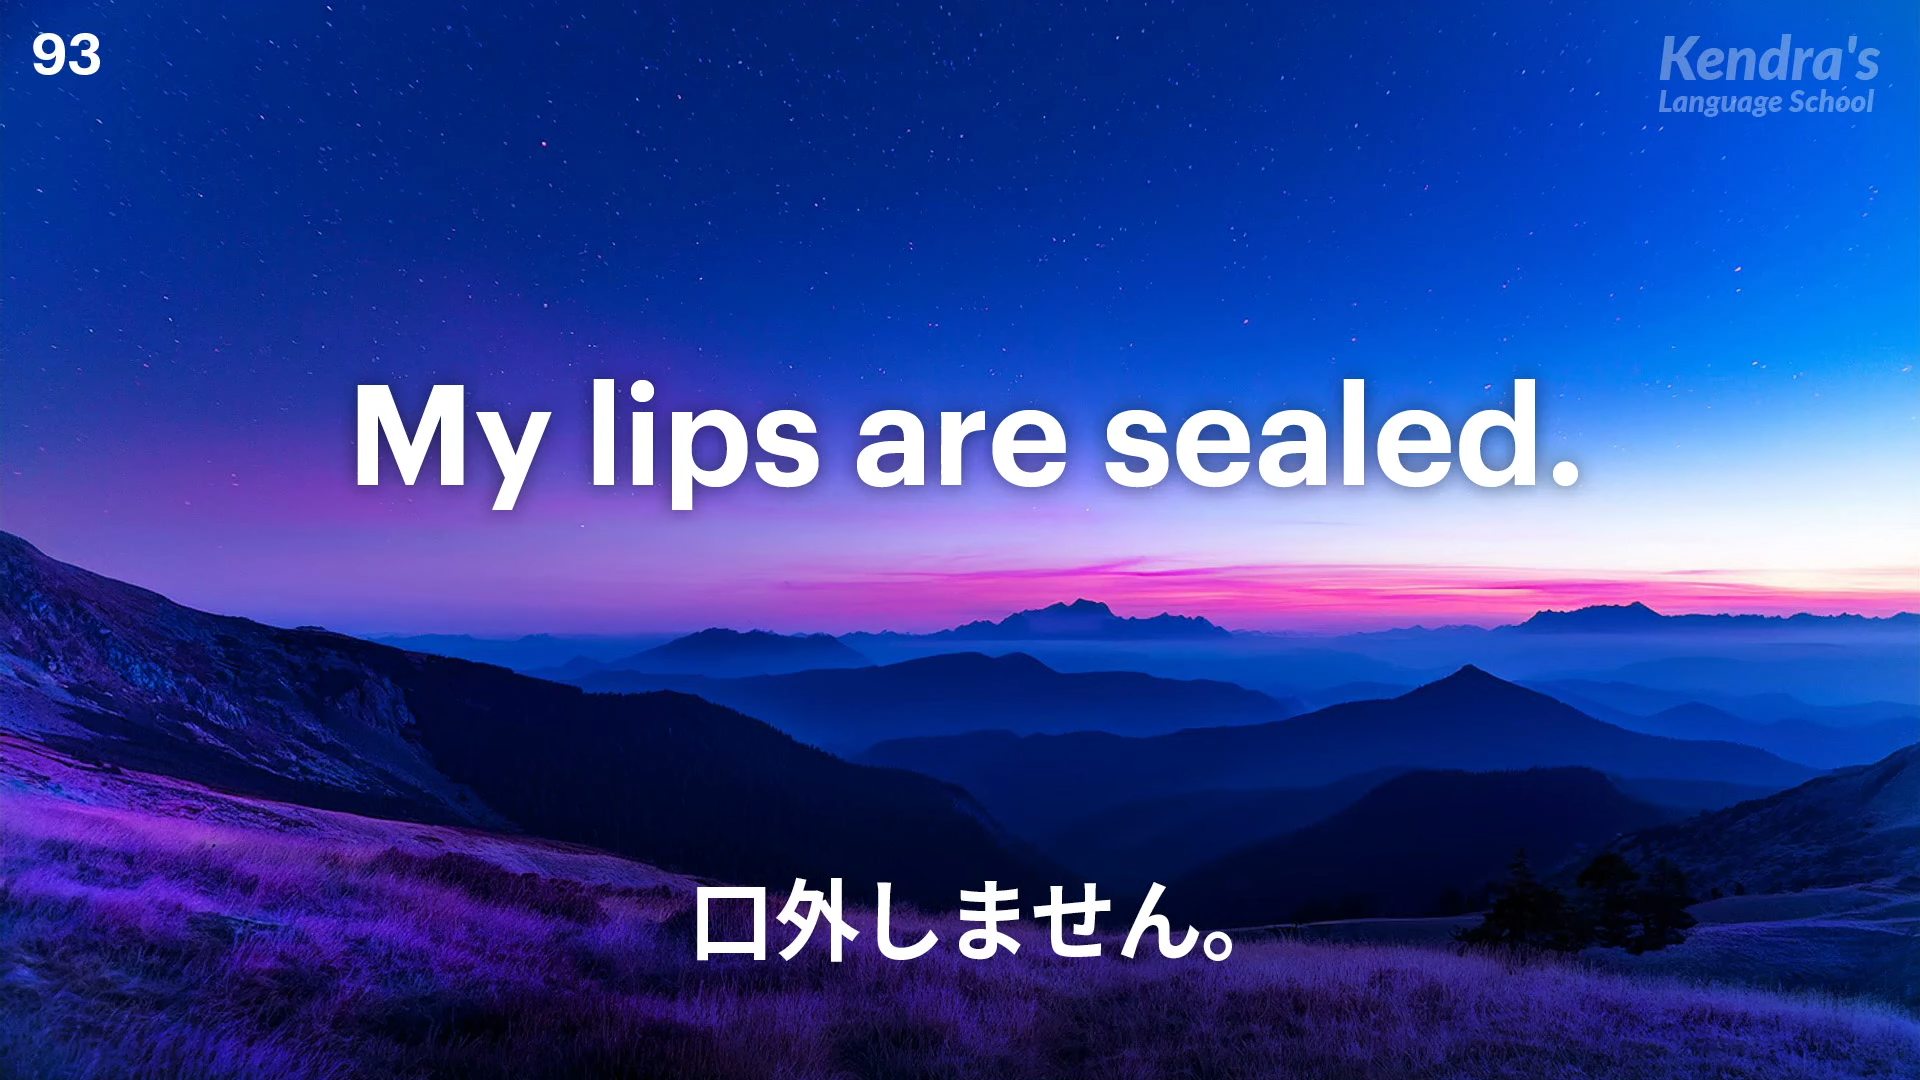 93
Kendra's
Language School
My lips are sealed.
口外しません。